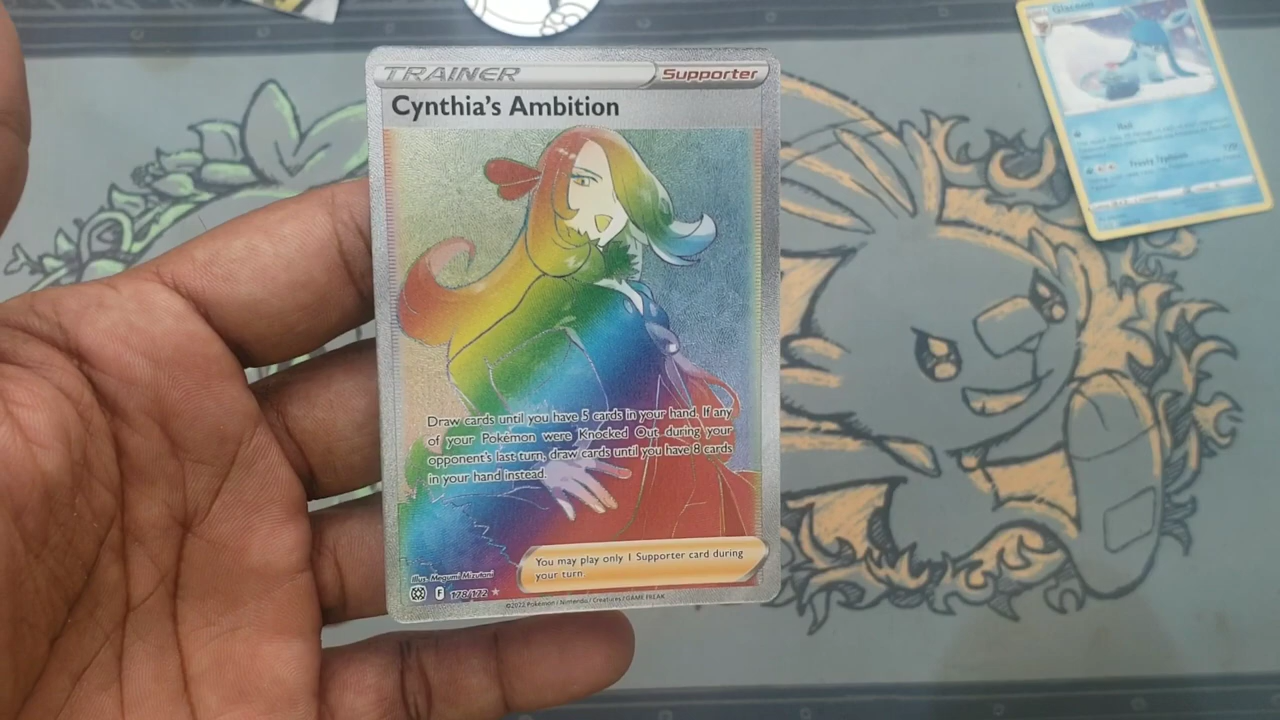 TRAINER
Supporter
Cynthia's Ambition
Draw cards until you have 5 cards in your hand. If any
of your Pokémon were Knocked Out during your
opponent's last turn, draw cards until you have 8 cards
in your hand instead.
You may play only 1 Supporter card during
your turn.
Illus. Megumi Mizutani
F 178/172
©2022 Pokémon / Nintendo / Creatures / GAME FREAK
Glaceon
Frosty Typhoon